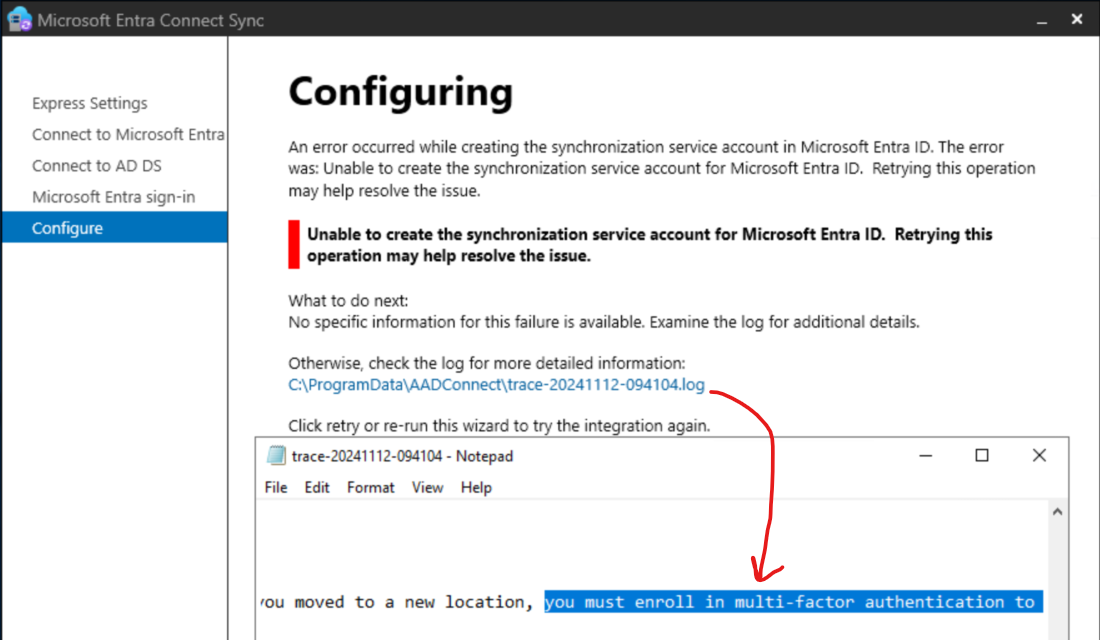 Microsoft Entra Connect Sync
Express Settings
Connect to Microsoft Entra
Connect to AD DS
Microsoft Entra sign-in
Configure
Configuring
An error occurred while creating the synchronization service account in Microsoft Entra ID. The error
was: Unable to create the synchronization service account for Microsoft Entra ID.  Retrying this operation
may help resolve the issue.
Unable to create the synchronization service account for Microsoft Entra ID.  Retrying this
operation may help resolve the issue.
What to do next:
No specific information for this failure is available. Examine the log for additional details.
Otherwise, check the log for more detailed information:
C:\ProgramData\AADConnect\trace-20241112-094104.log
Click retry or re-run this wizard to try the integration again.
trace-20241112-094104 - Notepad
File Edit Format View Help
you moved to a new location, you must enroll in multi-factor authentication to